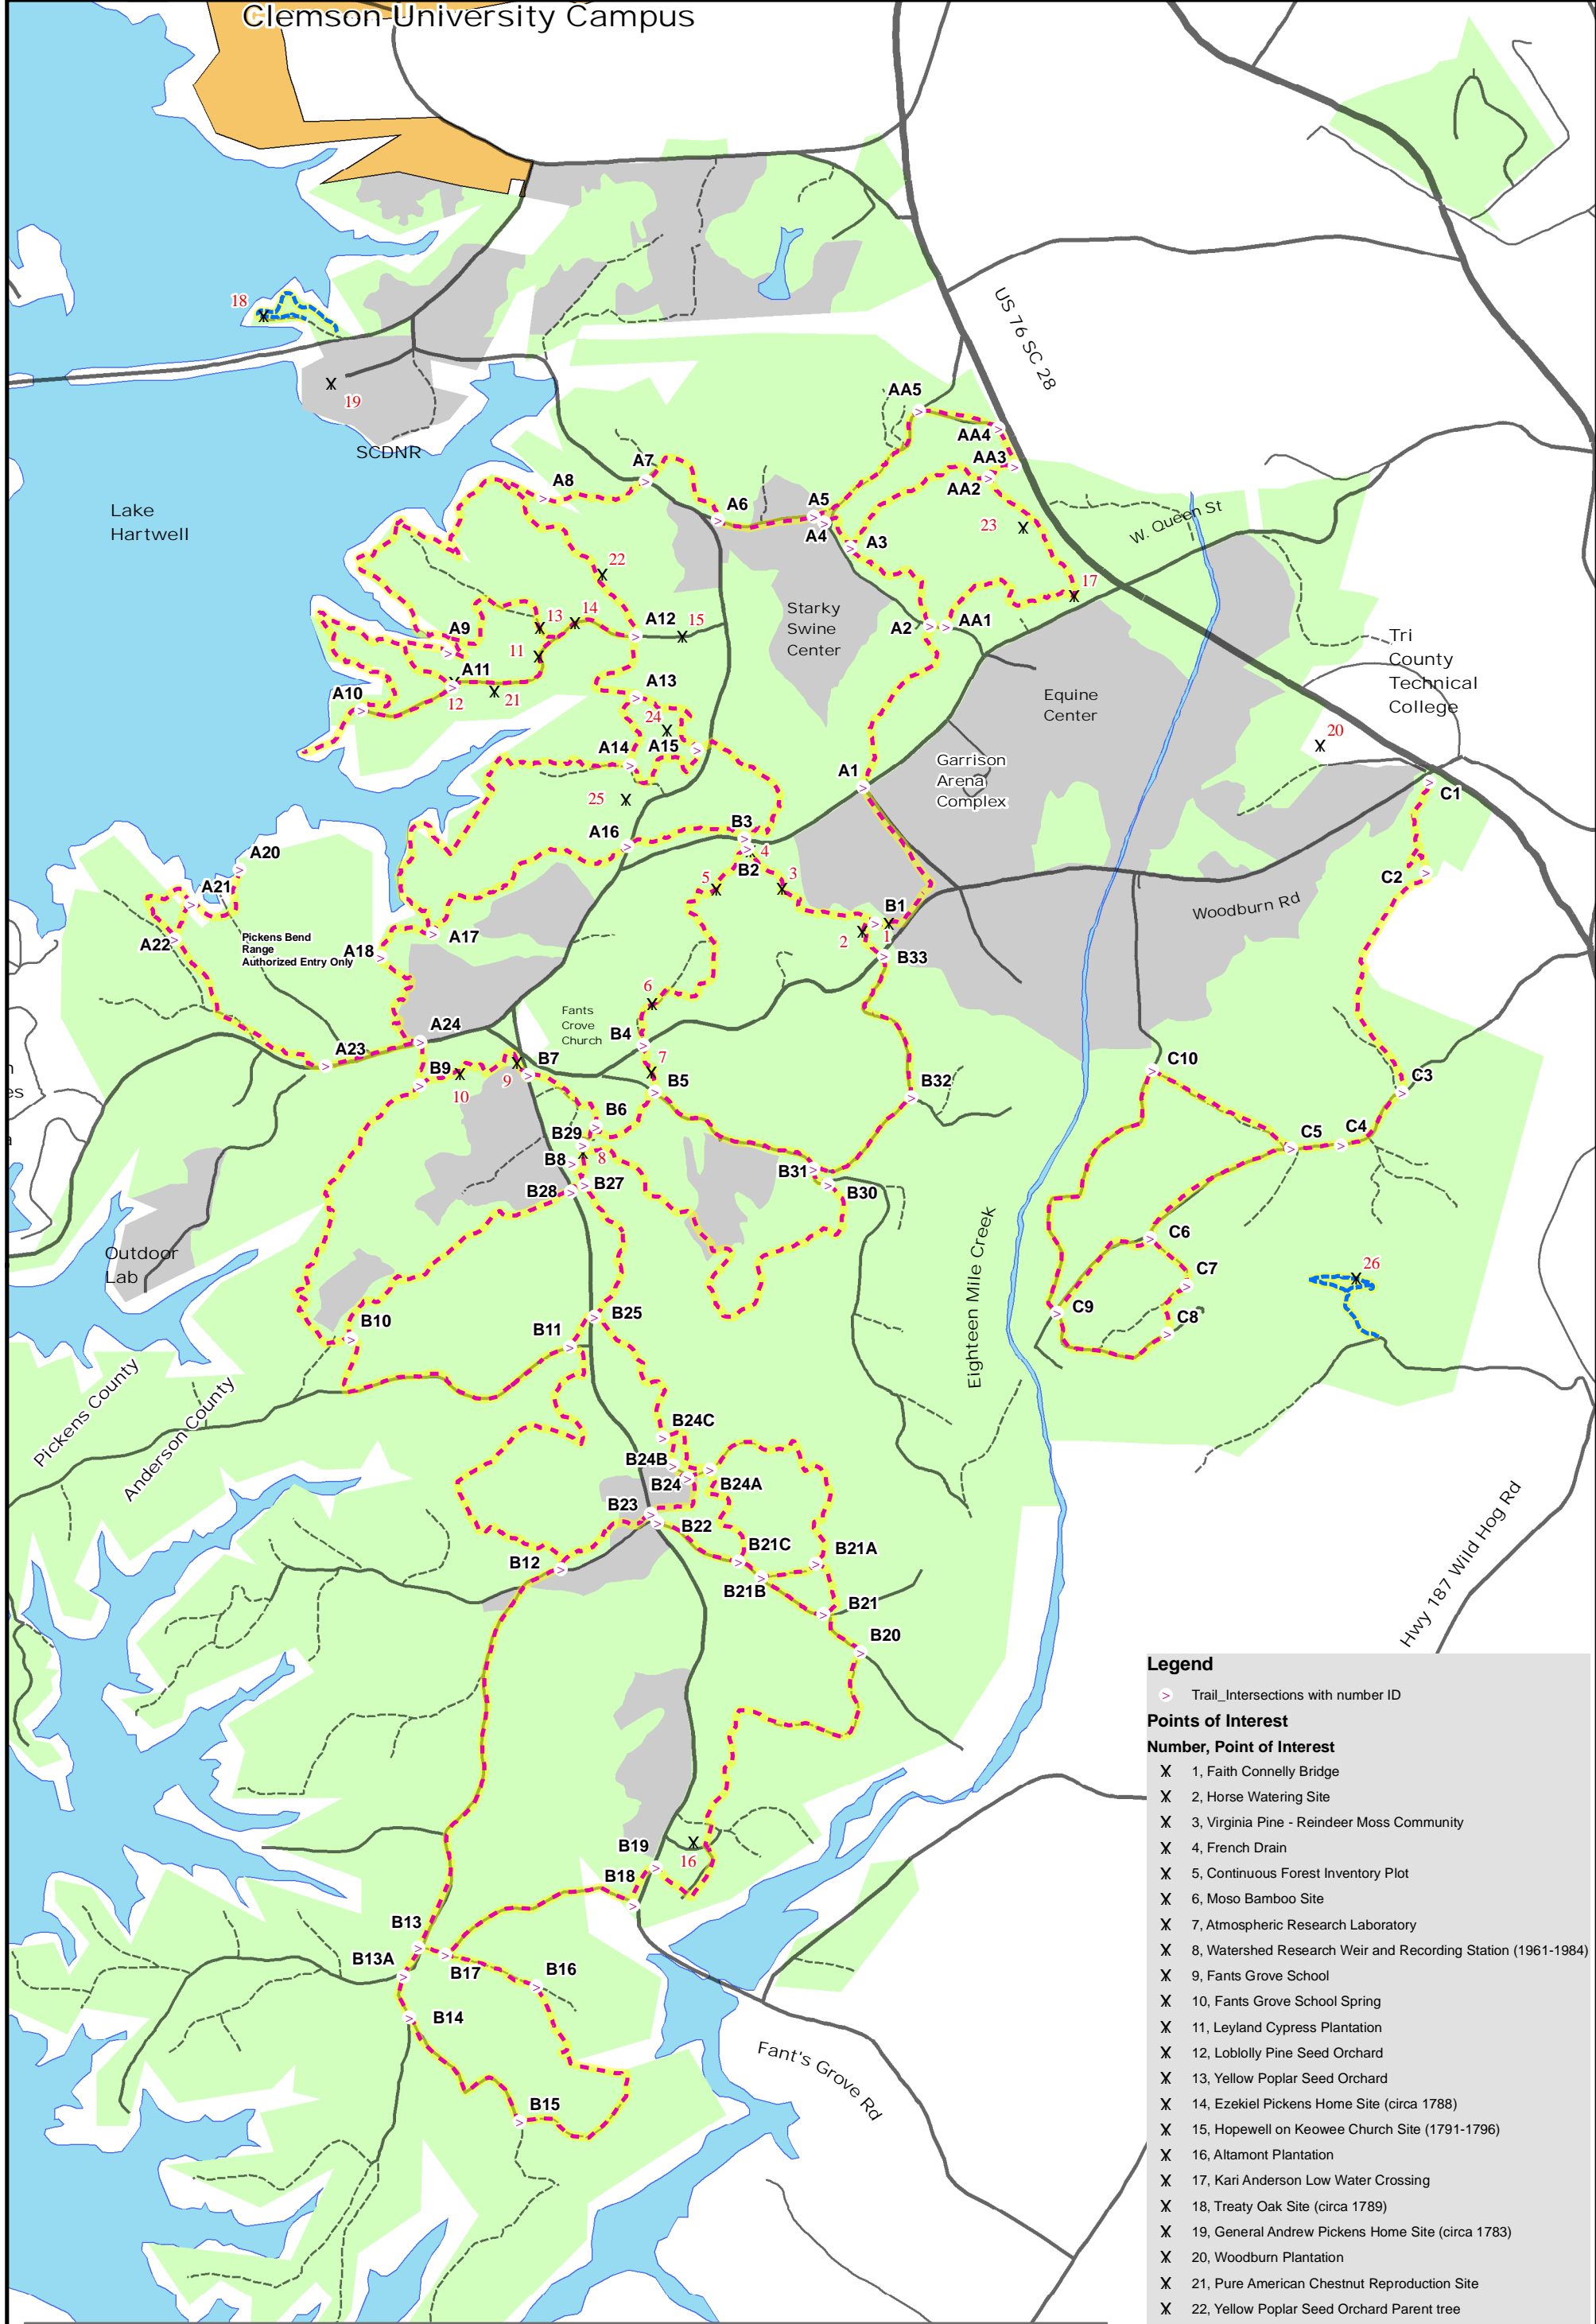 Clemson University Campus
US 76 SC 28
18
19
SCDNR
Lake
Hartwell
AA5
AA4
AA3
AA2
A7
A8
A6
A5
A4
A3
23
W. Queen St
22
17
A9
13
14
A12
15
Starky
Swine
Center
A2
AA1
11
A11
12
21
A10
A13
24
A14
A15
Equine
Center
Tri
County
Technical
College
20
25
A1
Garrison
Arena
Complex
C1
A16
B3
4
B2
3
5
A20
A21
A22
Pickens Bend
Range
Authorized Entry Only
A18
A17
B1
1
2
B33
C2
Woodburn Rd
6
Fants
Grove
Church
B4
A24
A23
B9
9
B7
10
7
B5
B32
C10
C3
B6
B29
B8
8
B31
B30
C5
C4
B28
B27
Outdoor
Lab
Eighteen Mile Creek
C6
C7
26
C9
C8
B10
B25
B11
Pickens County
Anderson County
B24C
B24B
B24
B24A
B23
B22
B12
B21C
B21A
B21B
B21
B20
Hwy 187 Wild Hog Rd
B19
16
B18
B13
B13A
B17
B16
B14
B15
Fant's Grove Rd
Legend
Trail_Intersections with number ID
Points of Interest
Number, Point of Interest
1, Faith Connelly Bridge
2, Horse Watering Site
3, Virginia Pine - Reindeer Moss Community
4, French Drain
5, Continuous Forest Inventory Plot
6, Moso Bamboo Site
7, Atmospheric Research Laboratory
8, Watershed Research Weir and Recording Station (1961-1984)
9, Fants Grove School
10, Fants Grove School Spring
11, Leyland Cypress Plantation
12, Loblolly Pine Seed Orchard
13, Yellow Poplar Seed Orchard
14, Ezekiel Pickens Home Site (circa 1788)
15, Hopewell on Keowee Church Site (1791-1796)
16, Altamont Plantation
17, Kari Anderson Low Water Crossing
18, Treaty Oak Site (circa 1789)
19, General Andrew Pickens Home Site (circa 1783)
20, Woodburn Plantation
21, Pure American Chestnut Reproduction Site
22, Yellow Poplar Seed Orchard Parent tree